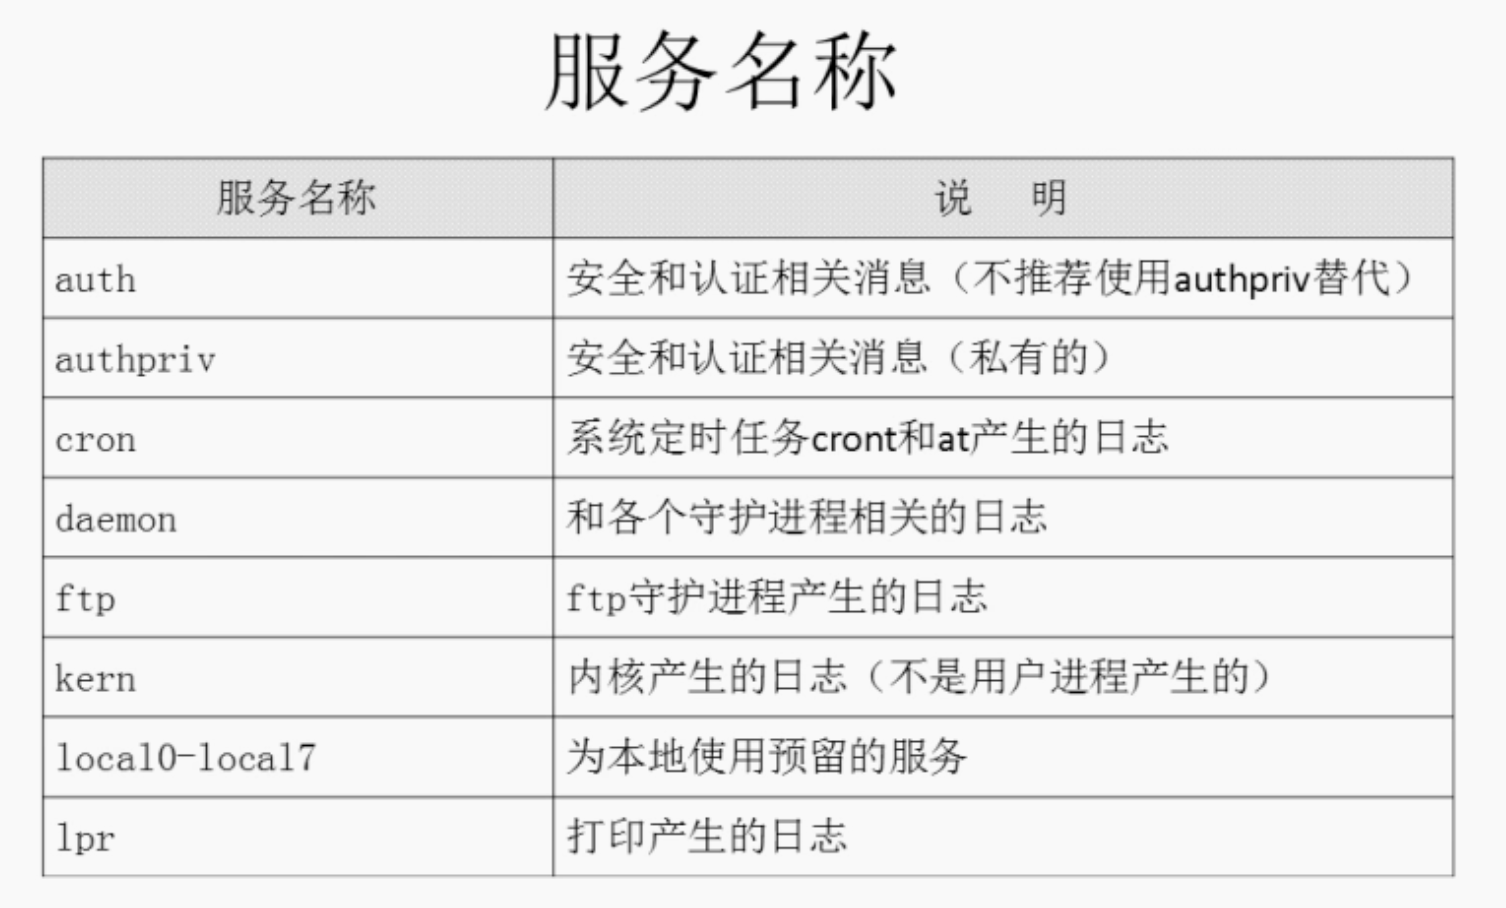 服务名称
服务名称 说 明
auth 安全和认证相关消息（不推荐使用authpriv替代）
authpriv 安全和认证相关消息（私有的）
cron 系统定时任务cront和at产生的日志
daemon 和各个守护进程相关的日志
ftp ftp守护进程产生的日志
kern 内核产生的日志（不是用户进程产生的）
local0-local7 为本地使用预留的服务
lpr 打印产生的日志